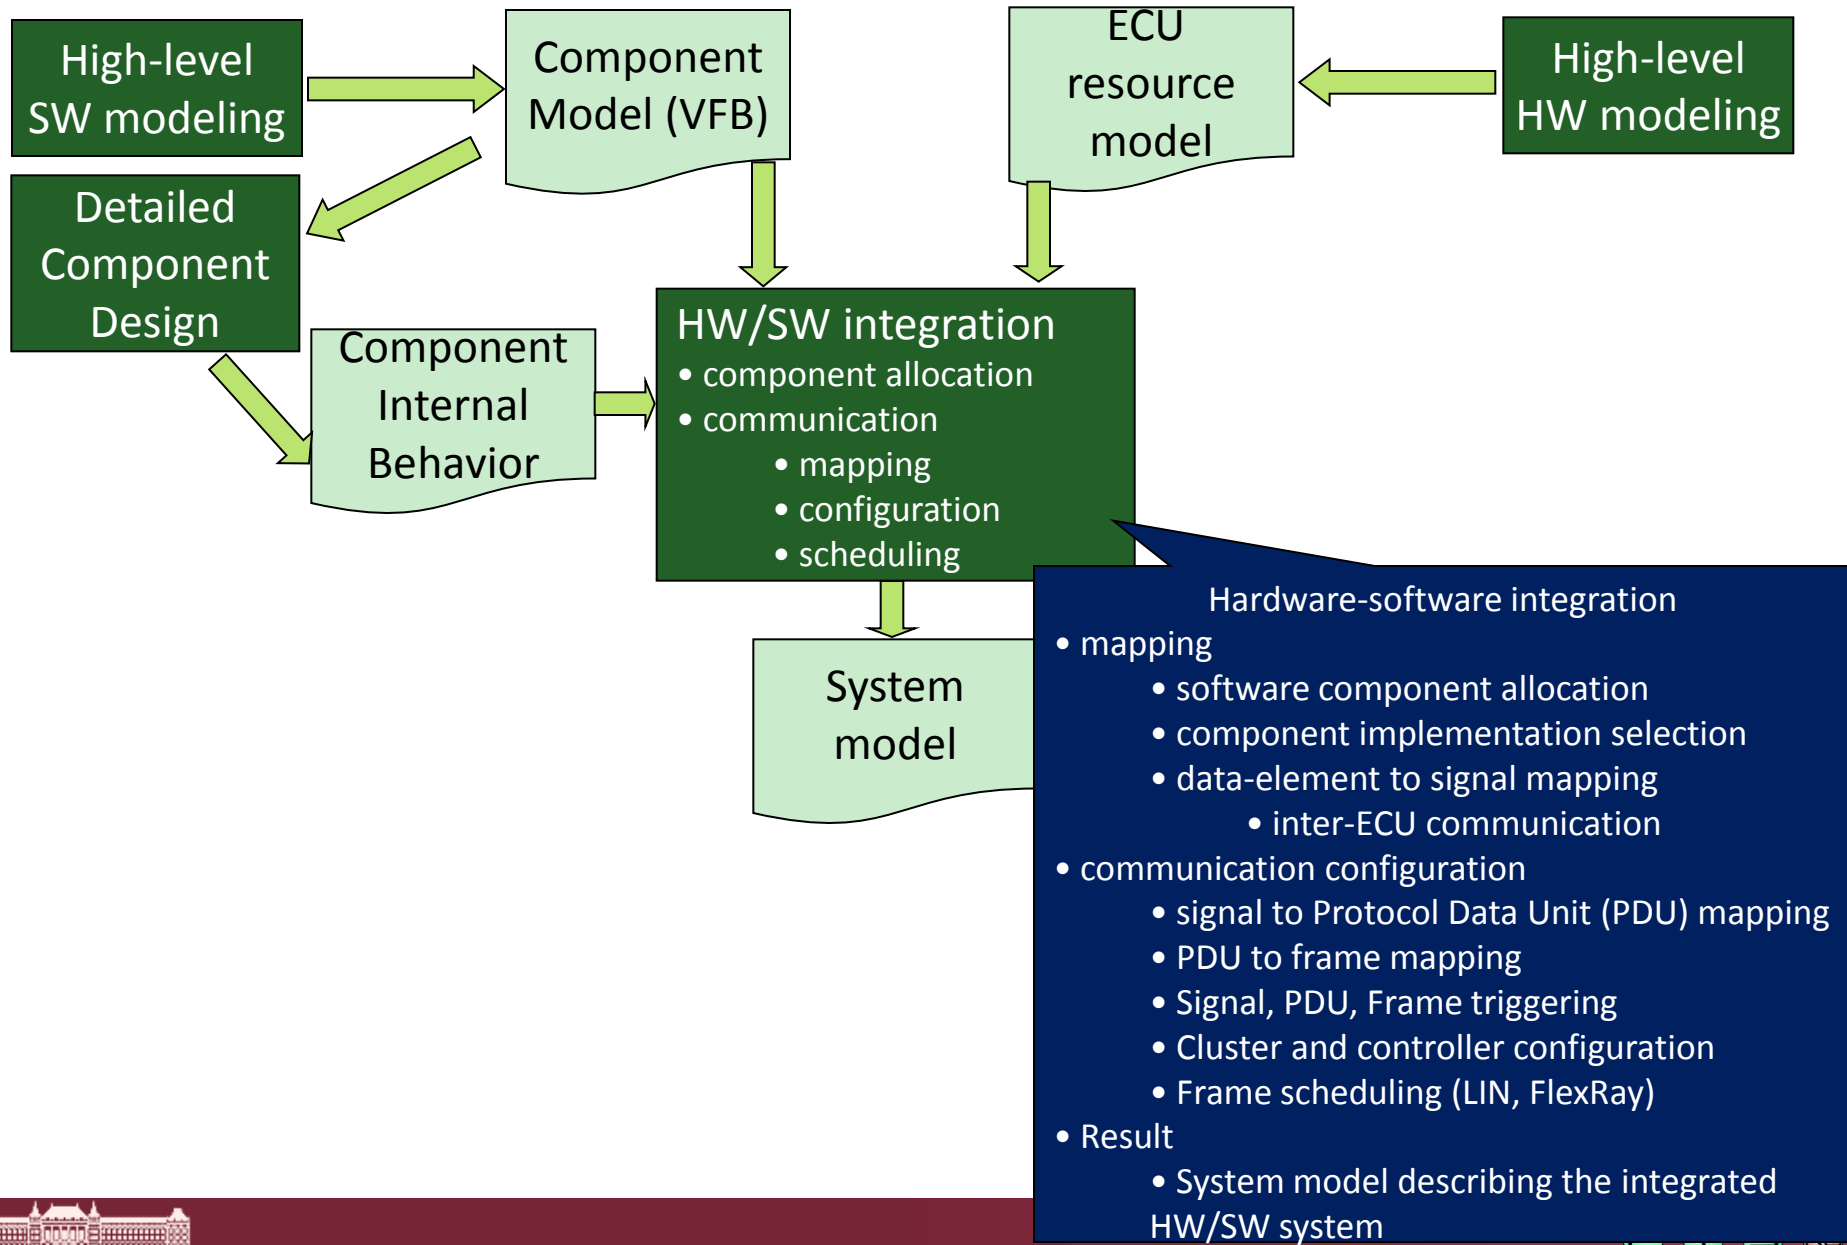 High-level
SW modeling
Component
Model (VFB)
ECU
resource
model
High-level
HW modeling
Detailed
Component
Design
Component
Internal
Behavior
HW/SW integration
• component allocation
• communication
• mapping
• configuration
• scheduling
System
model
Hardware-software integration
• mapping
• software component allocation
• component implementation selection
• data-element to signal mapping
• inter-ECU communication
• communication configuration
• signal to Protocol Data Unit (PDU) mapping
• PDU to frame mapping
• Signal, PDU, Frame triggering
• Cluster and controller configuration
• Frame scheduling (LIN, FlexRay)
• Result
• System model describing the integrated
HW/SW system